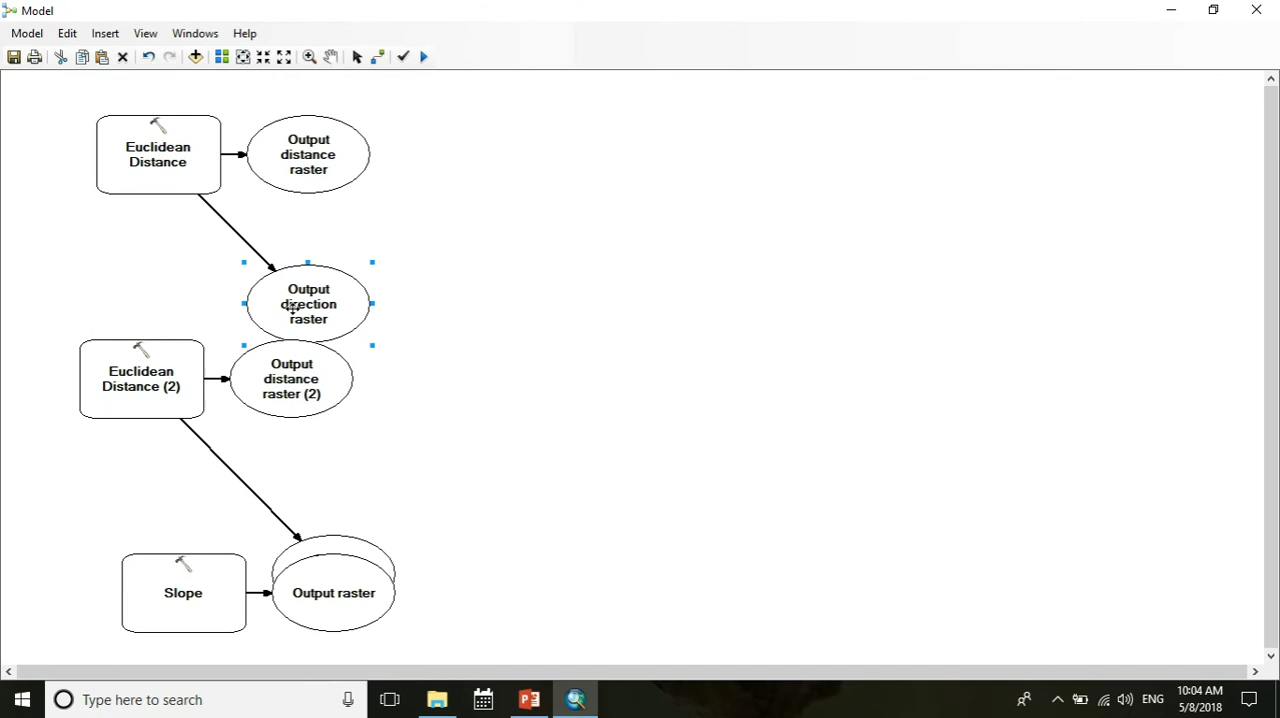 Model
Model Edit Insert View Windows Help
Euclidean
Distance
Output
distance
raster
Output
direction
raster
Euclidean
Distance (2)
Output
distance
raster (2)
Slope
Output raster
Type here to search
ENG
10:04 AM
5/8/2018